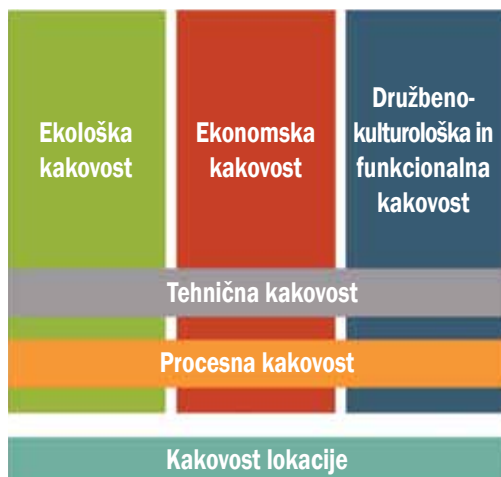 Ekološka
kakovost
Ekonomska
kakovost
Družbeno-
kulturološka in
funkcionalna
kakovost
Tehnična kakovost
Procesna kakovost
Kakovost lokacije